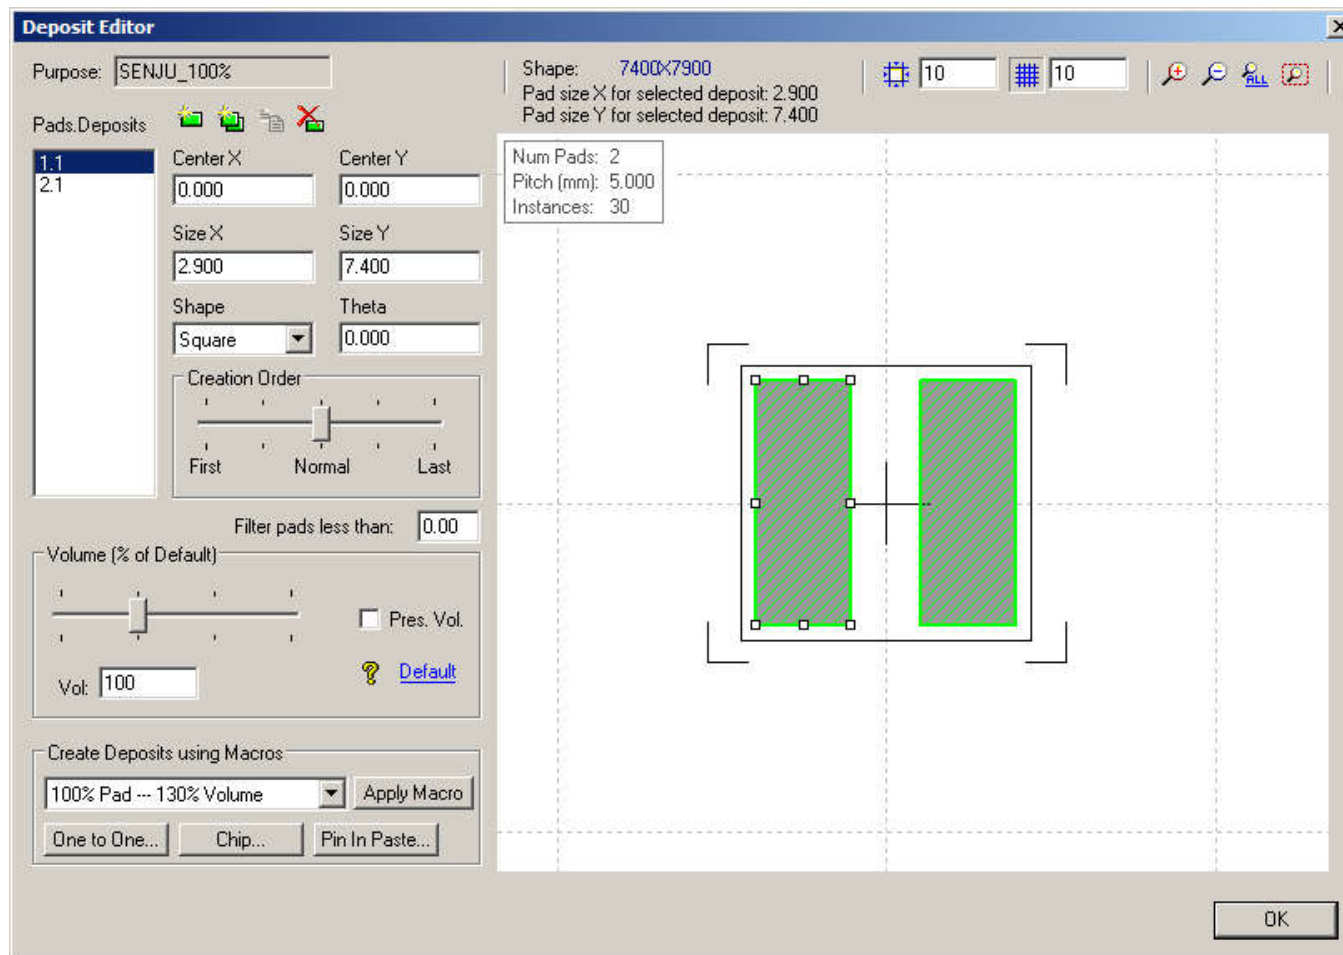 Deposit Editor
Purpose: SENJU_100%
Shape: 7400X7900
Pad size X for selected deposit: 2.900
Pad size Y for selected deposit: 7.400
10
10
ALL
Pads.Deposits
1.1
2.1
Center X
Center Y
0.000
0.000
Size X
Size Y
2.900
7.400
Shape
Theta
Square
0.000
Creation Order
First Normal Last
Filter pads less than: 0.00
Volume (% of Default)
Pres. Vol.
Vol: 100
? Default
Create Deposits using Macros
100% Pad --- 130% Volume
Apply Macro
One to One...
Chip...
Pin In Paste...
Num Pads: 2
Pitch (mm): 5.000
Instances: 30
OK